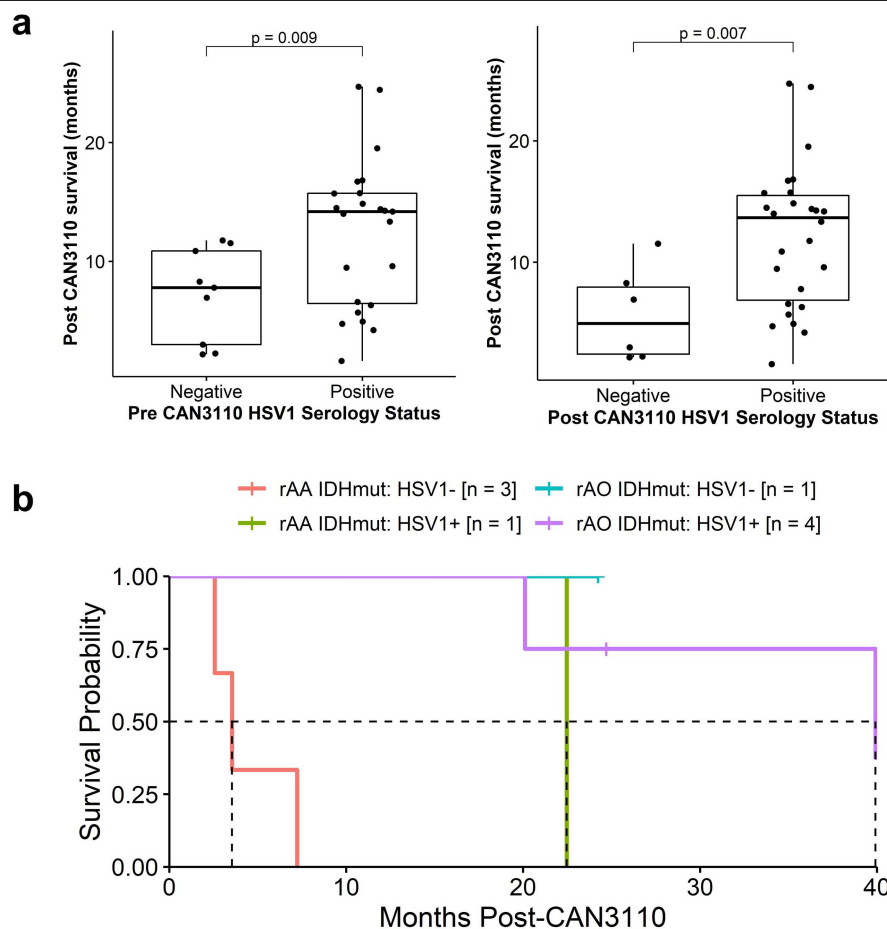 a
p = 0.009
Post CAN3110 survival (months)
20
10
Negative
Positive
Pre CAN3110 HSV1 Serology Status
p = 0.007
Post CAN3110 survival (months)
20
10
Negative
Positive
Post CAN3110 HSV1 Serology Status
b
rAA IDHmut: HSV1- [n = 3]
rAO IDHmut: HSV1- [n = 1]
rAA IDHmut: HSV1+ [n = 1]
rAO IDHmut: HSV1+ [n = 4]
Survival Probability
1.00
0.75
0.50
0.25
0.00
0
10
20
30
40
Months Post-CAN3110